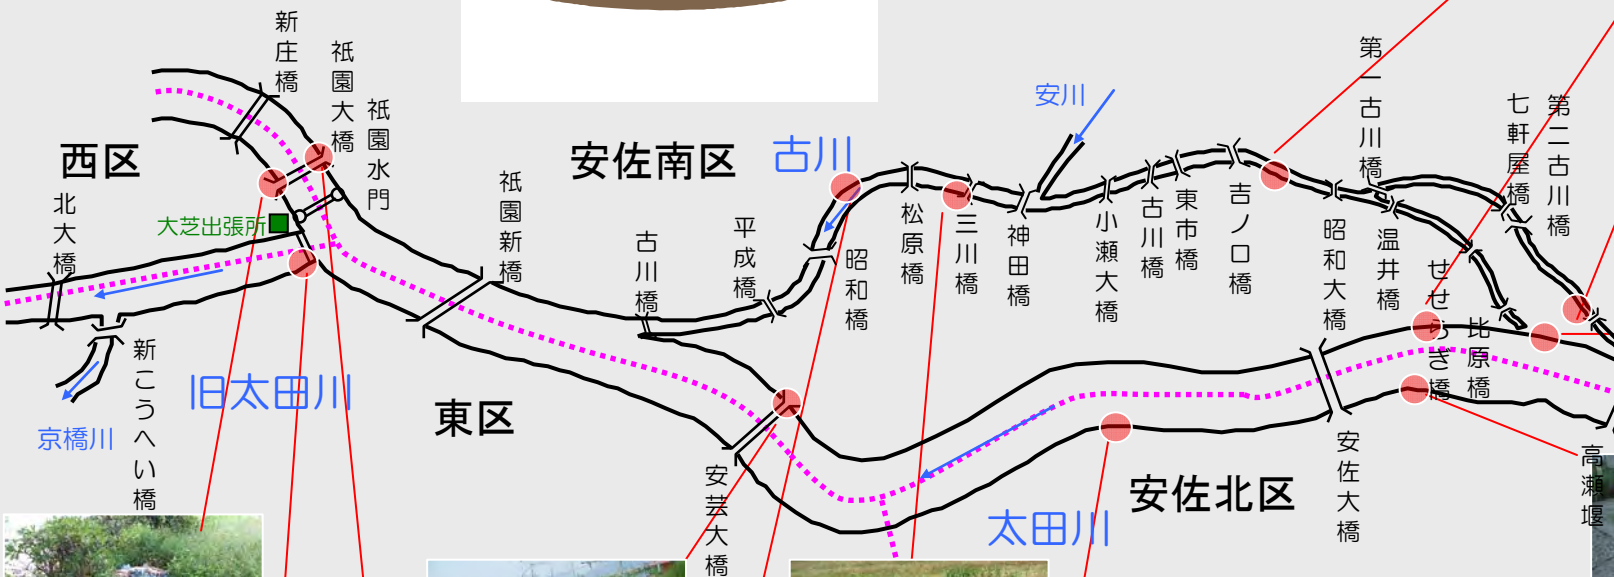 新庄橋
祇園大橋
祇園水門
西区
北大橋
大芝出張所
祇園新橋
安佐南区
古川
安川
第一古川橋
七軒屋橋
第二古川橋
古川橋
平成橋
昭和橋
松原橋
三川橋
神田橋
小瀬大橋
古川橋
東市橋
吉ノ口橋
昭和大橋
温井橋
せせらぎ橋
比原橋
新こうへい橋
旧太田川
京橋川
東区
安芸大橋
太田川
安佐北区
安佐大橋
高瀬堰